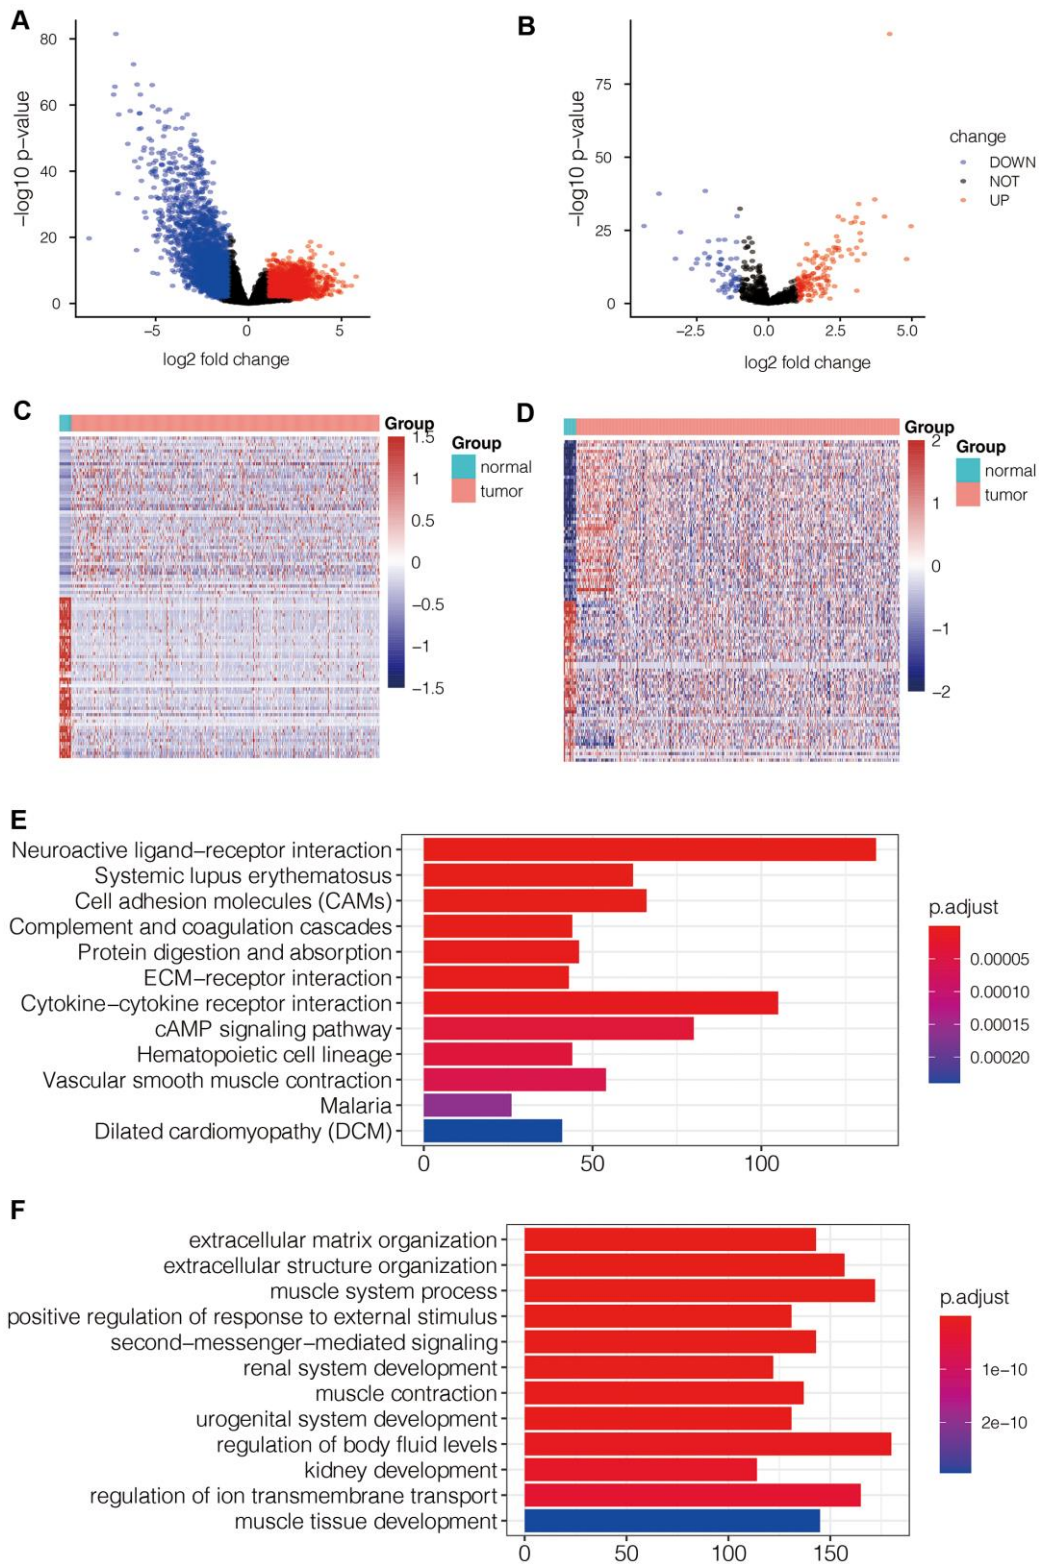 A
80
60
40
20
0
−log10 p−value
−5
0
5
log2 fold change
B
75
50
25
0
−log10 p−value
−2.5
0.0
2.5
5.0
log2 fold change
change
DOWN
NOT
UP
C
Group
1.5
1
0.5
0
−0.5
−1
−1.5
Group
normal
tumor
D
Group
2
1
0
−1
−2
Group
normal
tumor
E
Neuroactive ligand−receptor interaction
Systemic lupus erythematosus
Cell adhesion molecules (CAMs)
Complement and coagulation cascades
Protein digestion and absorption
ECM−receptor interaction
Cytokine−cytokine receptor interaction
cAMP signaling pathway
Hematopoietic cell lineage
Vascular smooth muscle contraction
Malaria
Dilated cardiomyopathy (DCM)
0
50
100
p.adjust
0.00005
0.00010
0.00015
0.00020
F
extracellular matrix organization
extracellular structure organization
muscle system process
positive regulation of response to external stimulus
second−messenger−mediated signaling
renal system development
muscle contraction
urogenital system development
regulation of body fluid levels
kidney development
regulation of ion transmembrane transport
muscle tissue development
0
50
100
150
p.adjust
1e−10
2e−10